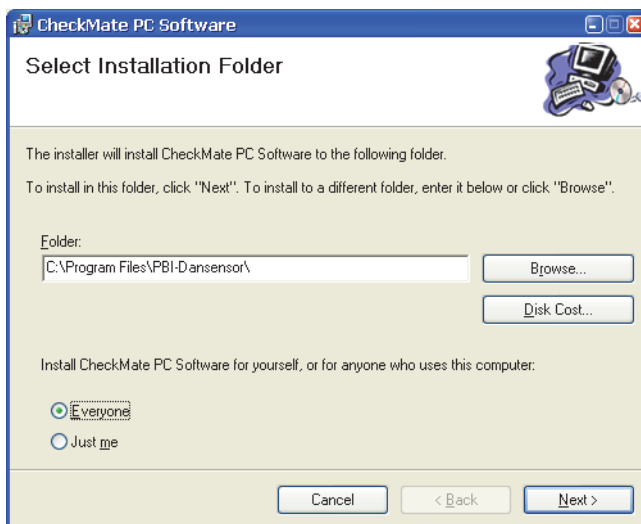 CheckMate PC Software
Select Installation Folder
The installer will install CheckMate PC Software to the following folder.
To install in this folder, click "Next". To install to a different folder, enter it below or click "Browse".
Folder:
C:\Program Files\PBI-Dansensor\
Browse...
Disk Cost...
Install CheckMate PC Software for yourself, or for anyone who uses this computer:
Everyone
Just me
Cancel
< Back
Next >